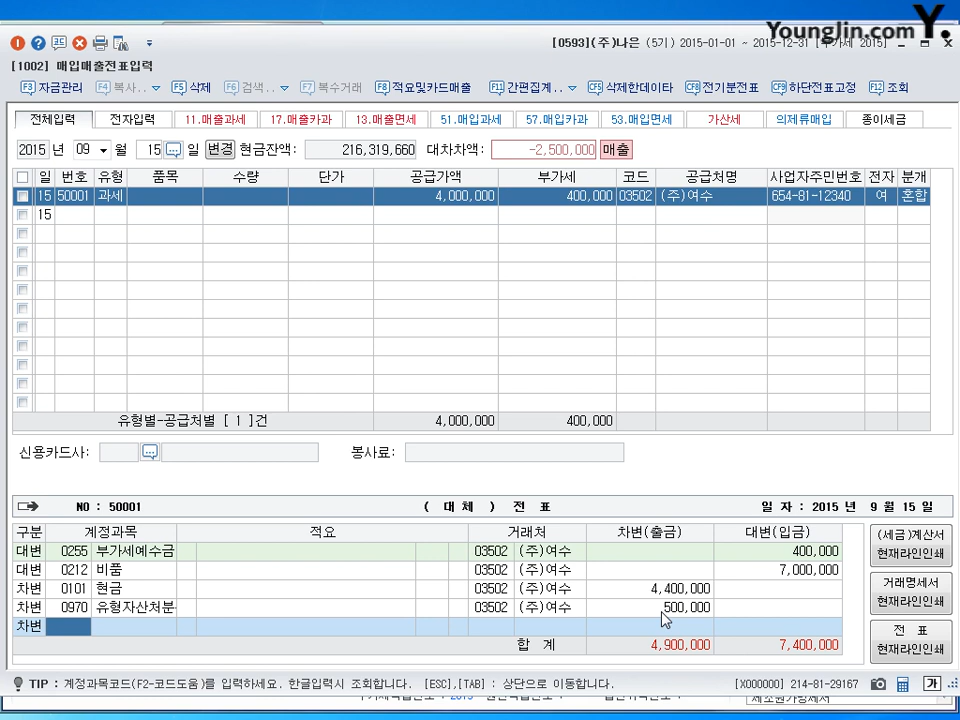 Younglin.com Y.
[0593](주)나은 (5기) 2015-01-01 ~ 2015-12-31 2015]
[1002] 매입매출전표입력
F3 자금관리 F4 복사.. F5 삭제 F6 검색.. F7 복수거래 F8 적요및카드매출 F11 간편집계.. CF5 삭제한데이타 CF8 전기분전표 CF9 하단전표고정 F12 조회
전체입력 전자입력 11.매출과세 17.매출카과 13.매출면세 51.매입과세 57.매입카과 53.매입면세 가산세 의제류매입 종이세금
2015 년 09 월 15 일 변경 현금잔액: 216,319,660 대차차액: -2,500,000 매출
일 번호 유형 품목 수량 단가 공급가액 부가세 코드 공급처명 사업자주민번호 전자 분개
15 50001 과세 4,000,000 400,000 03502 (주)여수 654-81-12340 여 혼합
15
유형별-공급처별 [ 1 ]건 4,000,000 400,000
신용카드사: 봉사료:
NO : 50001 ( 대 체 ) 전 표 일 자 : 2015 년 9 월 15 일
구분 계정과목 적요 거래처 차변(출금) 대변(입금)
대변 0255 부가세예수금 03502 (주)여수 400,000
대변 0212 비품 03502 (주)여수 7,000,000
차변 0101 현금 03502 (주)여수 4,400,000
차변 0970 유형자산처분 03502 (주)여수 500,000
차변
합 계 4,900,000 7,400,000
(세금)계산서
현재라인인쇄
거래명세서
현재라인인쇄
전 표
현재라인인쇄
TIP : 계정과목코드(F2-코드도움)를 입력하세요. 한글입력시 조회합니다. [ESC],[TAB] : 상단으로 이동합니다. [X000000] 214-81-29167 가